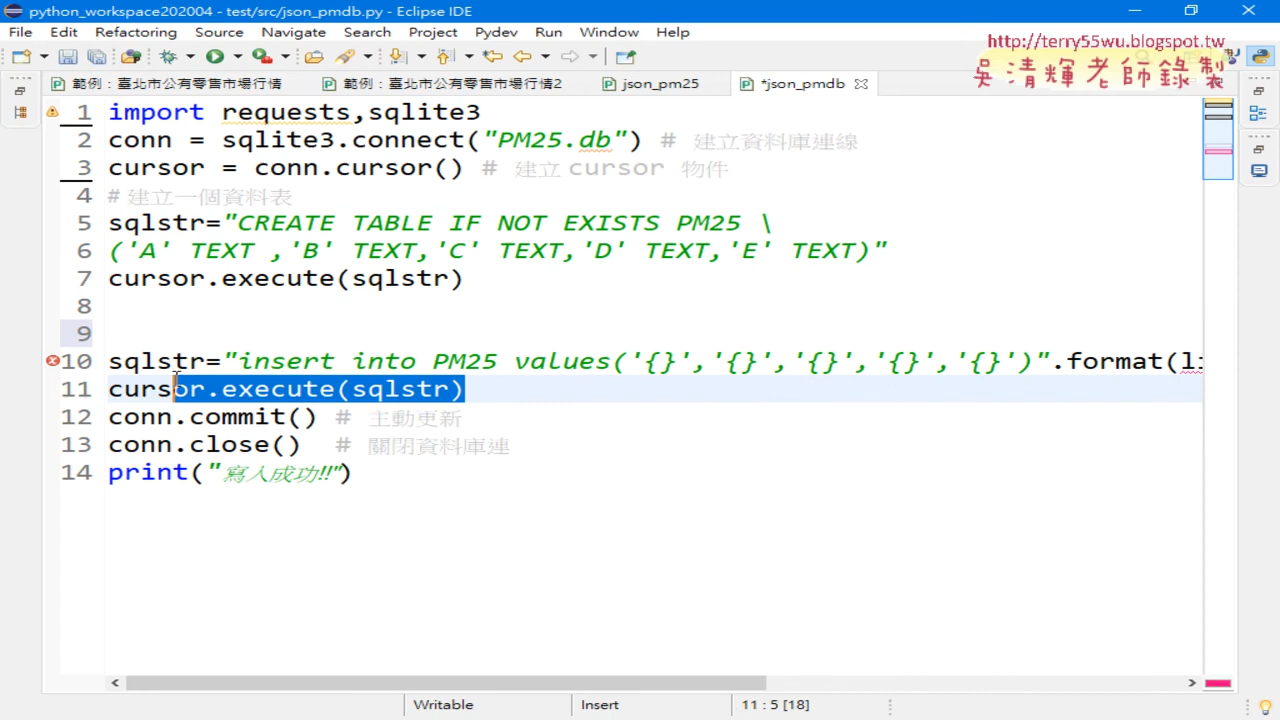 python_workspace202004 - test/src/json_pmdb.py - Eclipse IDE
File Edit Refactoring Source Navigate Search Project Pydev Run Window Help
http://terry55wu.blogspot.tw
吳清輝老師錄製
範例：臺北市公有零售市場行情 範例：臺北市公有零售市場行情2 json_pm25 *json_pmdb
1 import requests,sqlite3
2 conn = sqlite3.connect("PM25.db") # 建立資料庫連線
3 cursor = conn.cursor() # 建立 cursor 物件
4 # 建立一個資料表
5 sqlstr="CREATE TABLE IF NOT EXISTS PM25 \
6 ('A' TEXT ,'B' TEXT,'C' TEXT,'D' TEXT,'E' TEXT)"
7 cursor.execute(sqlstr)
8
9
10 sqlstr="insert into PM25 values('{}','{}','{}','{}','{}')".format(li
11 cursor.execute(sqlstr)
12 conn.commit() # 主動更新
13 conn.close() # 關閉資料庫連
14 print("寫入成功!!")
Writable Insert 11 : 5 [18]